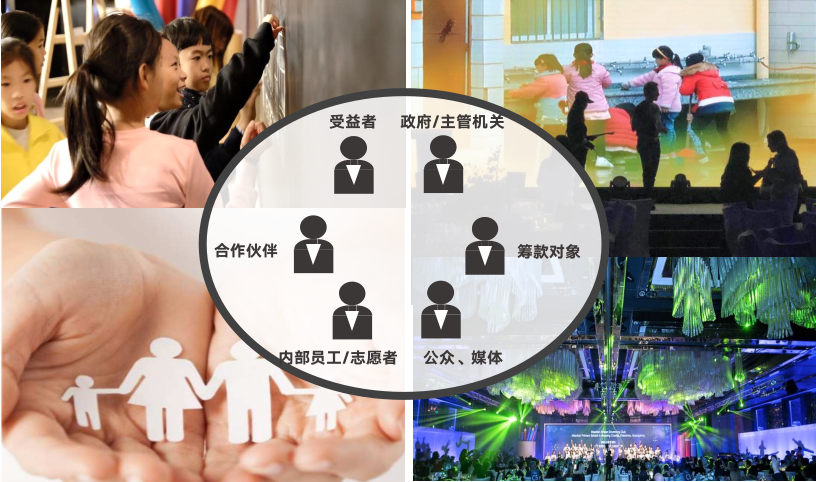 受益者
政府/主管机关
合作伙伴
筹款对象
内部员工/志愿者
公众、媒体